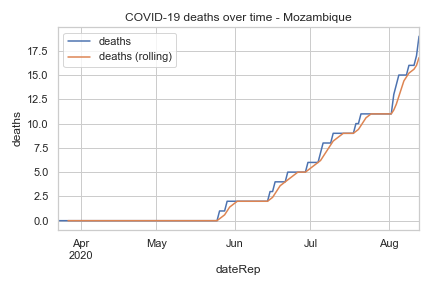 COVID-19 deaths over time - Mozambique
deaths
deaths (rolling)
17.5
15.0
12.5
10.0
7.5
5.0
2.5
0.0
deaths
Apr
2020
May
Jun
Jul
Aug
dateRep